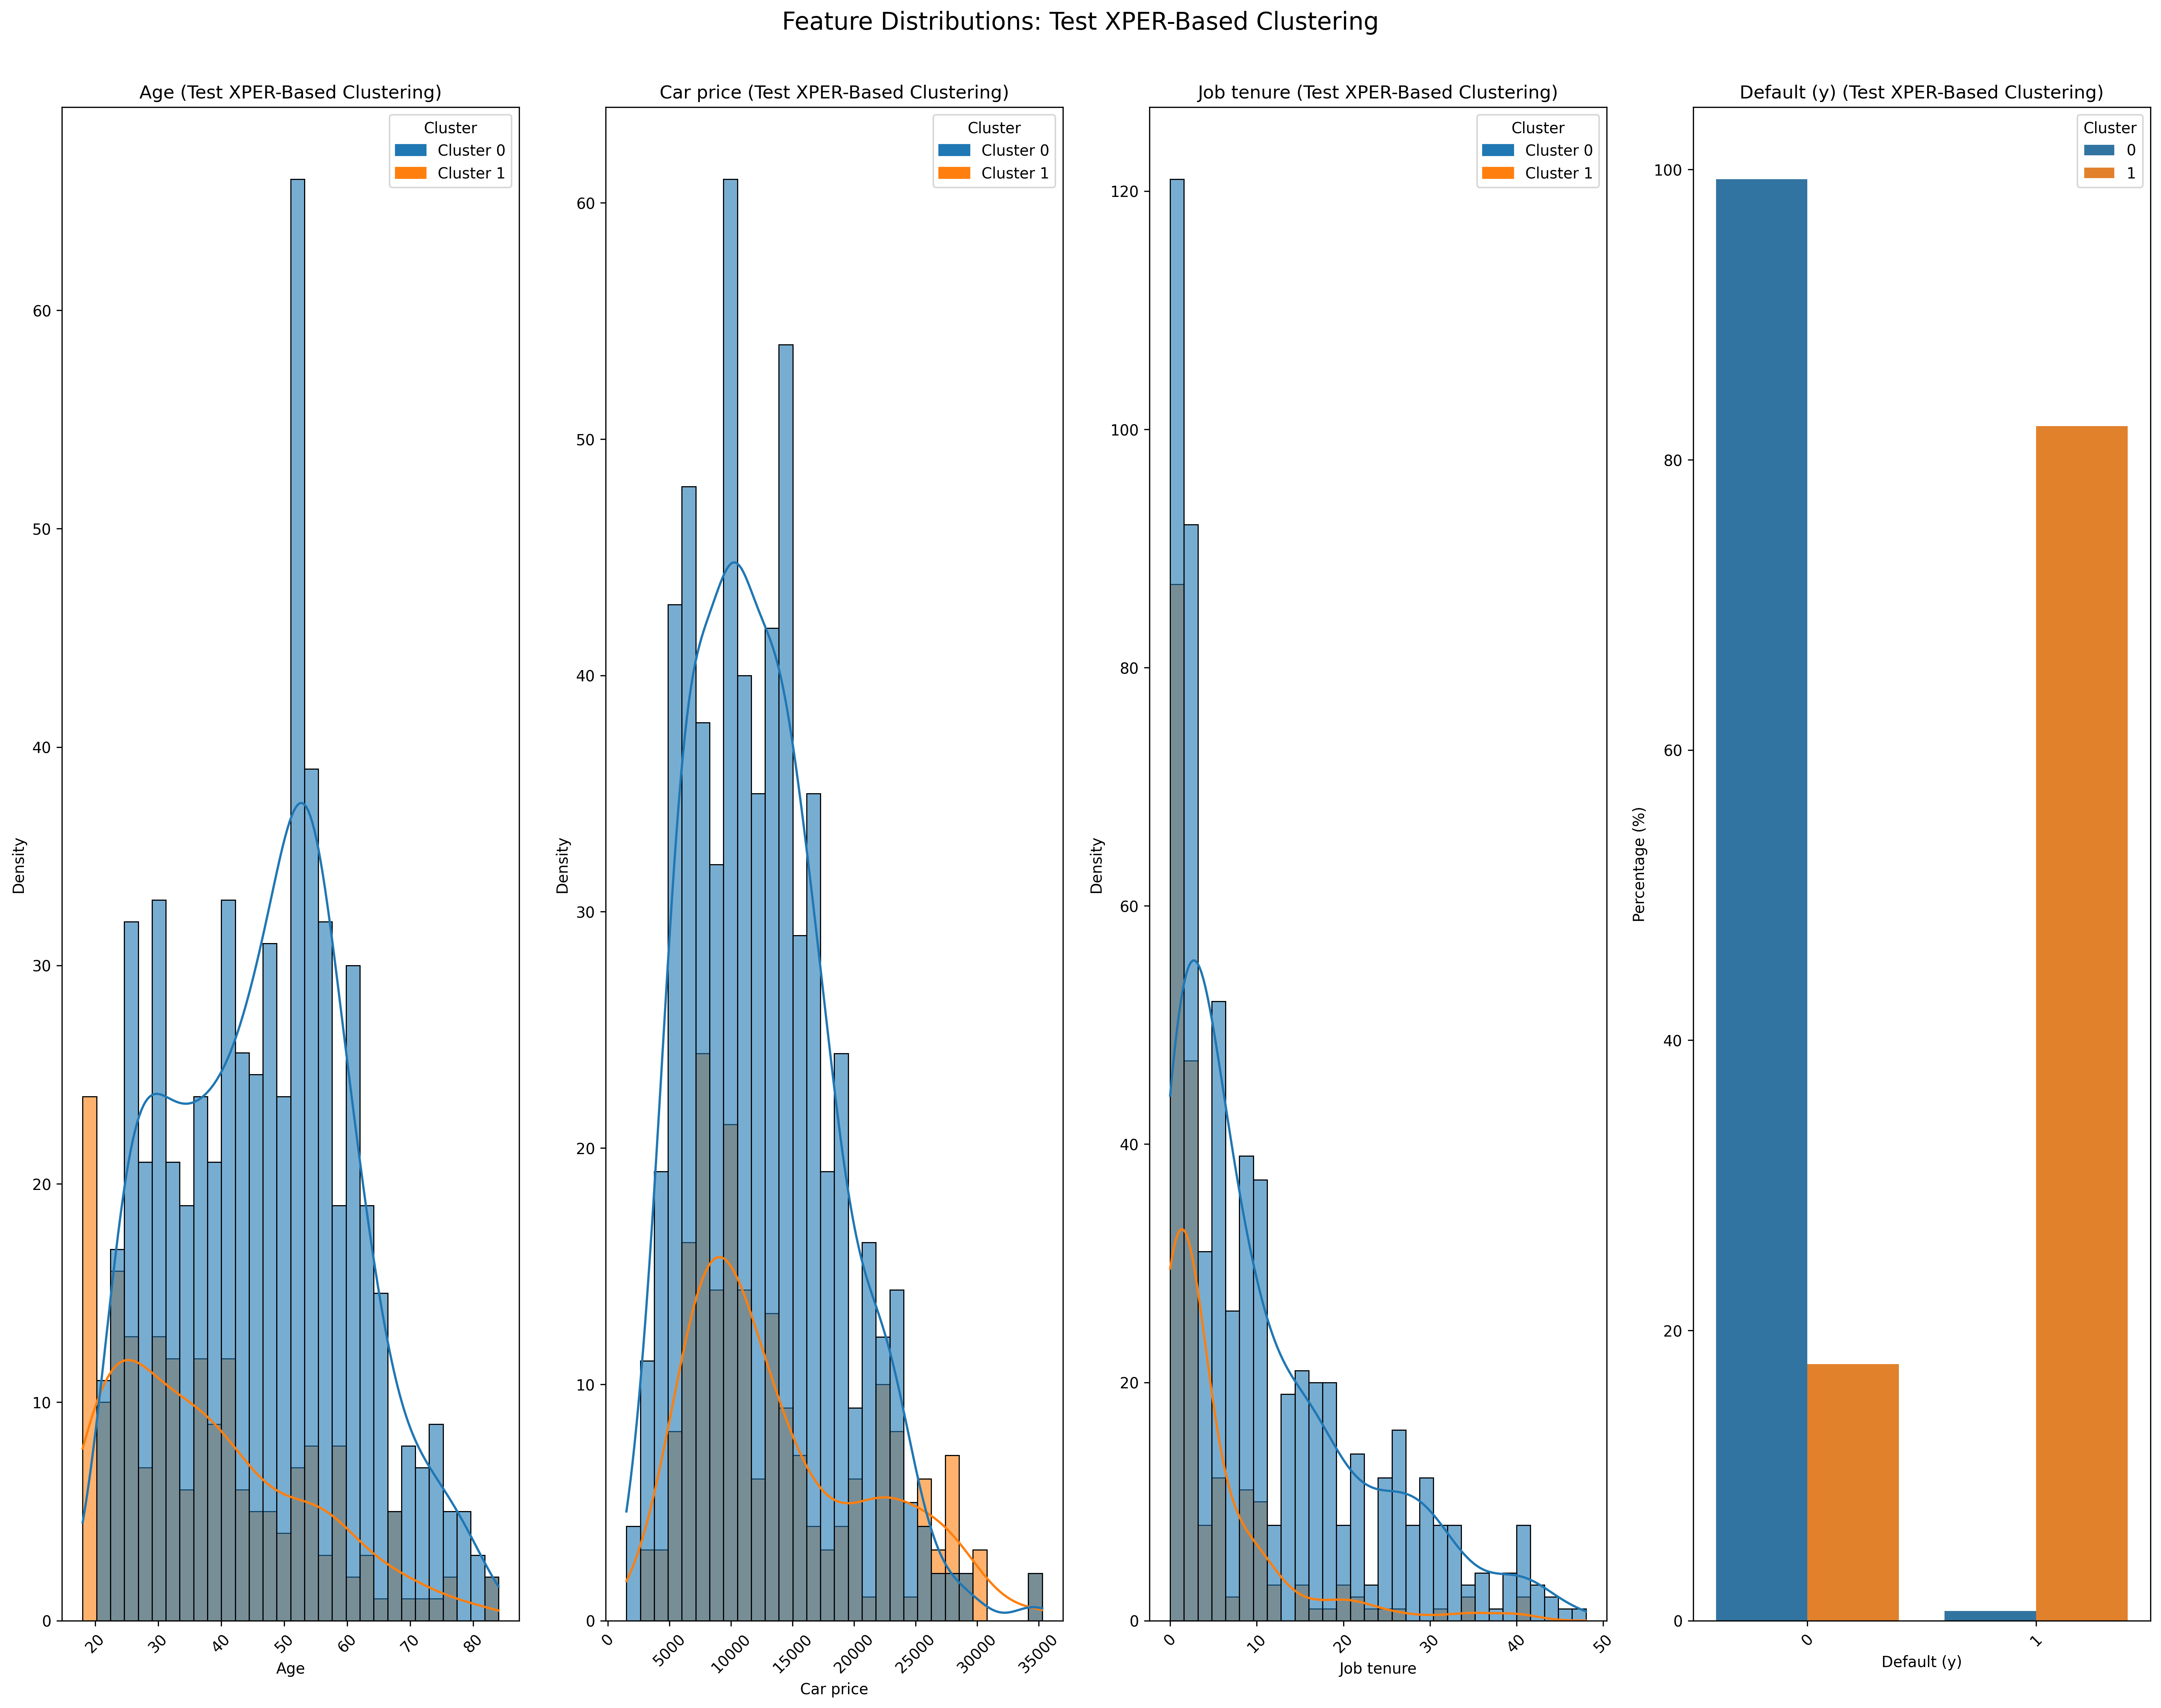 Feature Distributions: Test XPER-Based Clustering
Age (Test XPER-Based Clustering)
Cluster
Cluster 0
Cluster 1
60
50
40
30
20
10
0
Density
20 30 40 50 60 70 80
Age
Car price (Test XPER-Based Clustering)
Cluster
Cluster 0
Cluster 1
60
50
40
30
20
10
0
Density
0 5000 10000 15000 20000 25000 30000 35000
Car price
Job tenure (Test XPER-Based Clustering)
Cluster
Cluster 0
Cluster 1
120
100
80
60
40
20
0
Density
0 10 20 30 40 50
Job tenure
Default (y) (Test XPER-Based Clustering)
Cluster
0
1
100
80
60
40
20
0
Percentage (%)
0 1
Default (y)